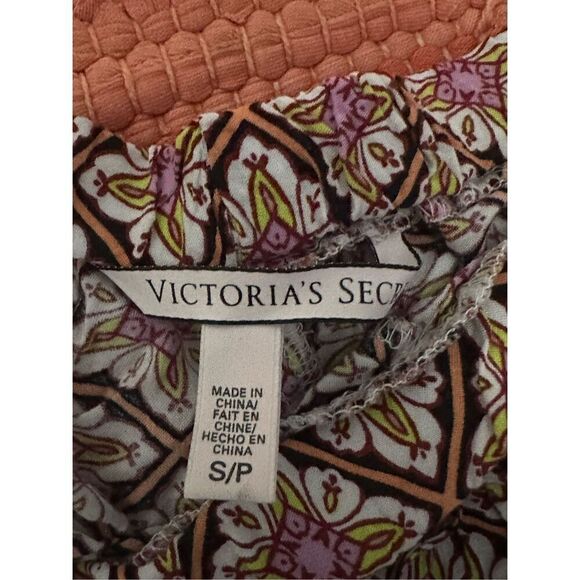 VICTORIA'S SECR
MADE IN
CHINA/
FAIT EN
CHINE/
HECHO EN
CHINA
S/P